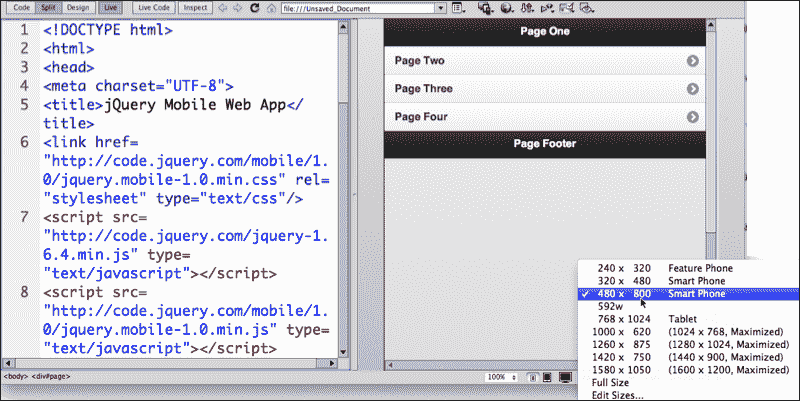 Code Split Design Live Live Code Inspect file:///Unsaved_Document
1 <!DOCTYPE html>
2 <html>
3 <head>
4 <meta charset="UTF-8">
5 <title>jQuery Mobile Web App</
title>
6 <link href=
"http://code.jquery.com/mobile/1.
0/jquery.mobile-1.0.min.css" rel=
"stylesheet" type="text/css"/>
7 <script src=
"http://code.jquery.com/jquery-1.
6.4.min.js" type=
"text/javascript"></script>
8 <script src=
"http://code.jquery.com/mobile/1.
0/jquery.mobile-1.0.min.js" type=
"text/javascript"></script>
Page One
Page Two
Page Three
Page Four
Page Footer
240 x 320 Feature Phone
320 x 480 Smart Phone
✓ 480 x 800 Smart Phone
592w
768 x 1024 Tablet
1000 x 620 (1024 x 768, Maximized)
1260 x 875 (1280 x 1024, Maximized)
1420 x 750 (1440 x 900, Maximized)
1580 x 1050 (1600 x 1200, Maximized)
Full Size
Edit Sizes...
<body> <div#page> 100%